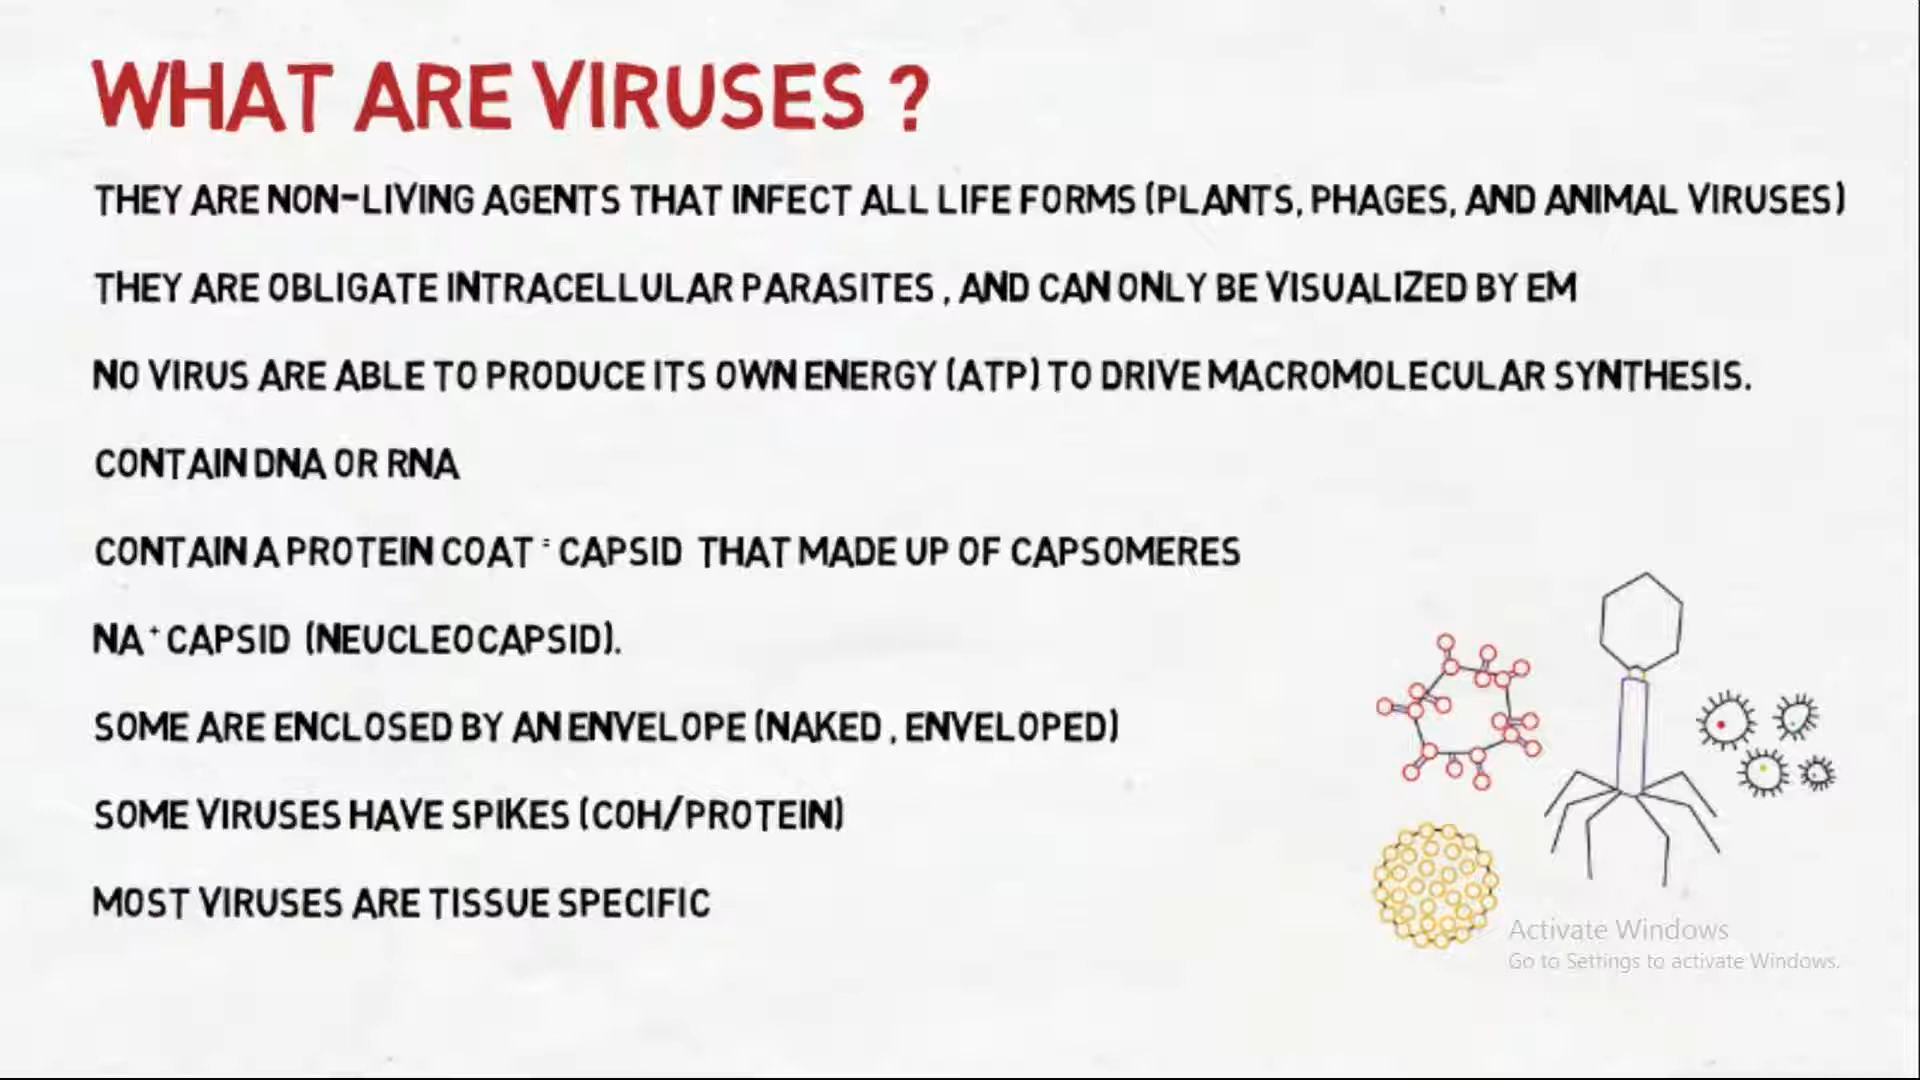 WHAT ARE VIRUSES ?
THEY ARE NON-LIVING AGENTS THAT INFECT ALL LIFE FORMS (PLANTS, PHAGES, AND ANIMAL VIRUSES)
THEY ARE OBLIGATE INTRACELLULAR PARASITES , AND CAN ONLY BE VISUALIZED BY EM
NO VIRUS ARE ABLE TO PRODUCE ITS OWN ENERGY (ATP) TO DRIVE MACROMOLECULAR SYNTHESIS.
CONTAIN DNA OR RNA
CONTAIN A PROTEIN COAT = CAPSID THAT MADE UP OF CAPSOMERES
NA + CAPSID (NEUCLEOCAPSID).
SOME ARE ENCLOSED BY AN ENVELOPE (NAKED , ENVELOPED)
SOME VIRUSES HAVE SPIKES (COH/PROTEIN)
MOST VIRUSES ARE TISSUE SPECIFIC
Activate Windows
Go to Settings to activate Windows.